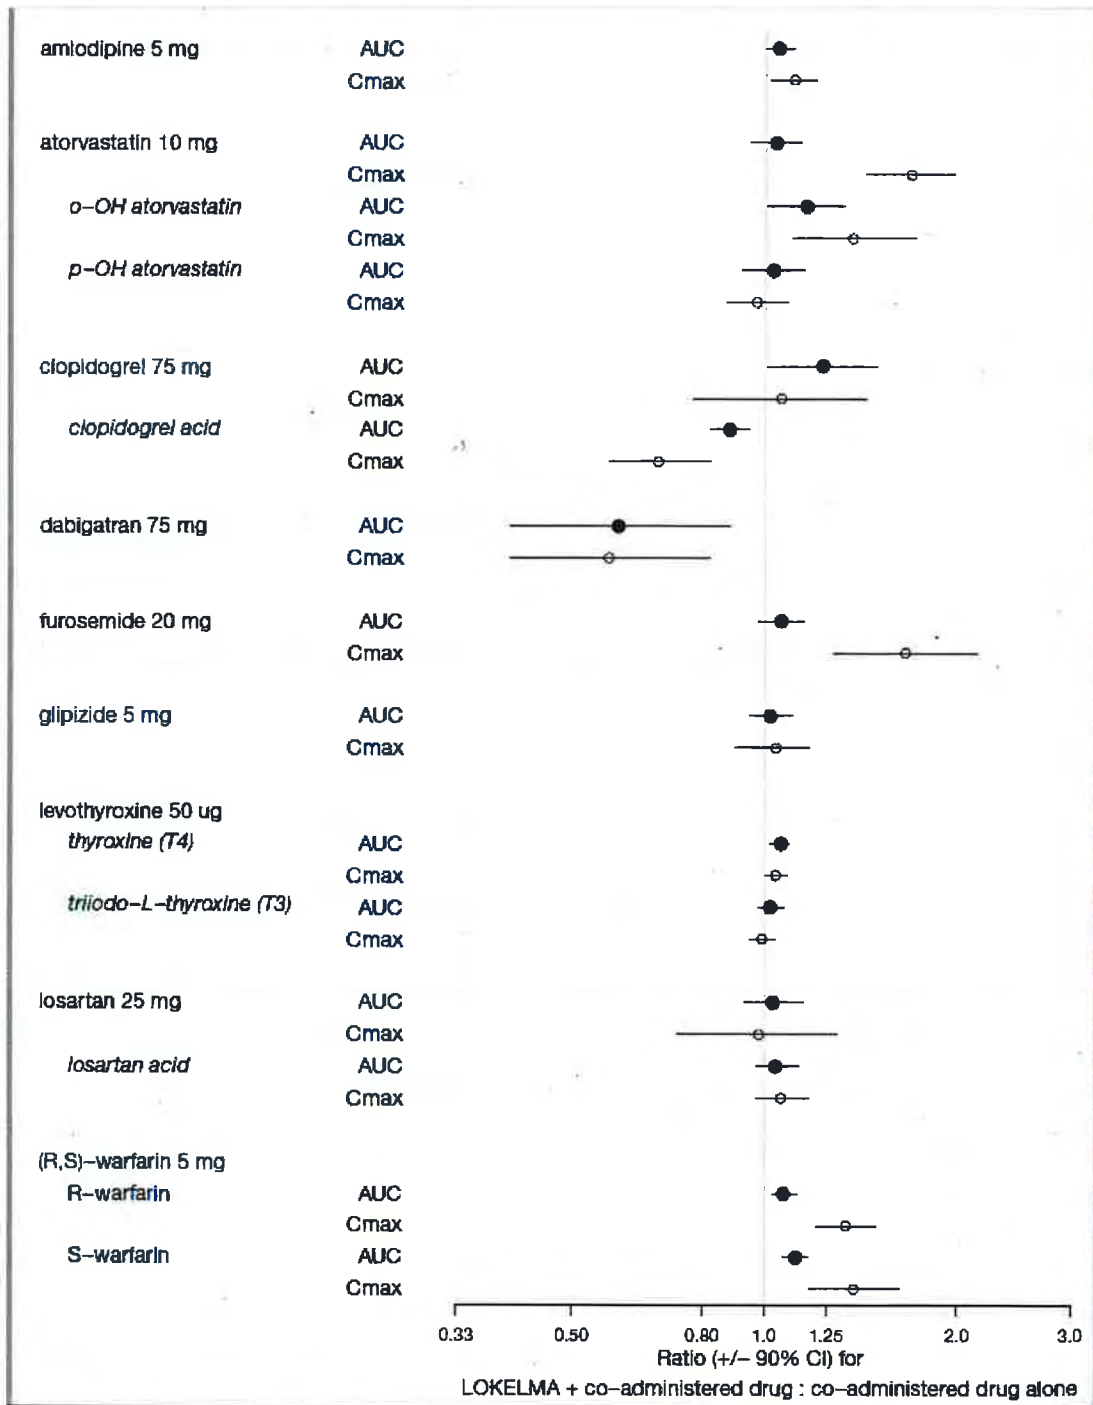 amlodipine 5 mg AUC
Cmax
atorvastatin 10 mg AUC
Cmax
o–OH atorvastatin AUC
Cmax
p–OH atorvastatin AUC
Cmax
clopidogrel 75 mg AUC
Cmax
clopidogrel acid AUC
Cmax
dabigatran 75 mg AUC
Cmax
furosemide 20 mg AUC
Cmax
glipizide 5 mg AUC
Cmax
levothyroxine 50 ug
thyroxine (T4) AUC
Cmax
triiodo–L–thyroxine (T3) AUC
Cmax
losartan 25 mg AUC
Cmax
losartan acid AUC
Cmax
(R,S)–warfarin 5 mg
R–warfarin AUC
Cmax
S–warfarin AUC
Cmax
0.33 0.50 0.80 1.0 1.25 2.0 3.0
Ratio (+/– 90% CI) for
LOKELMA + co–administered drug : co–administered drug alone